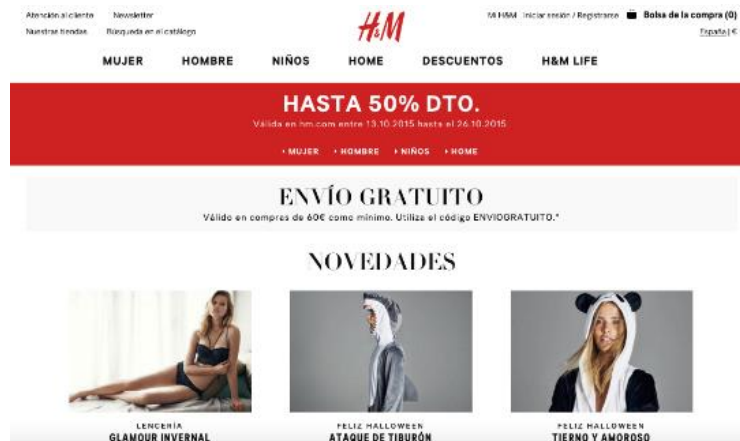 Atención al cliente Newsletter
Nuestras tiendas Búsqueda en el catálogo
H&M
Mi H&M Iniciar sesión / Registrarse Bolsa de la compra (0)
España | €
MUJER HOMBRE NIÑOS HOME DESCUENTOS H&M LIFE
HASTA 50% DTO.
Válida en hm.com entre 13.10.2015 hasta el 26.10.2015
MUJER HOMBRE NIÑOS HOME
ENVÍO GRATUITO
Válido en compras de 60€ como mínimo. Utiliza el código ENVIOGRATUITO.*
NOVEDADES
LENCERÍA FELIZ HALLOWEEN FELIZ HALLOWEEN
GLAMOUR INVERNAL ATAQUE DE TIBURÓN TIERNO Y AMOROSO